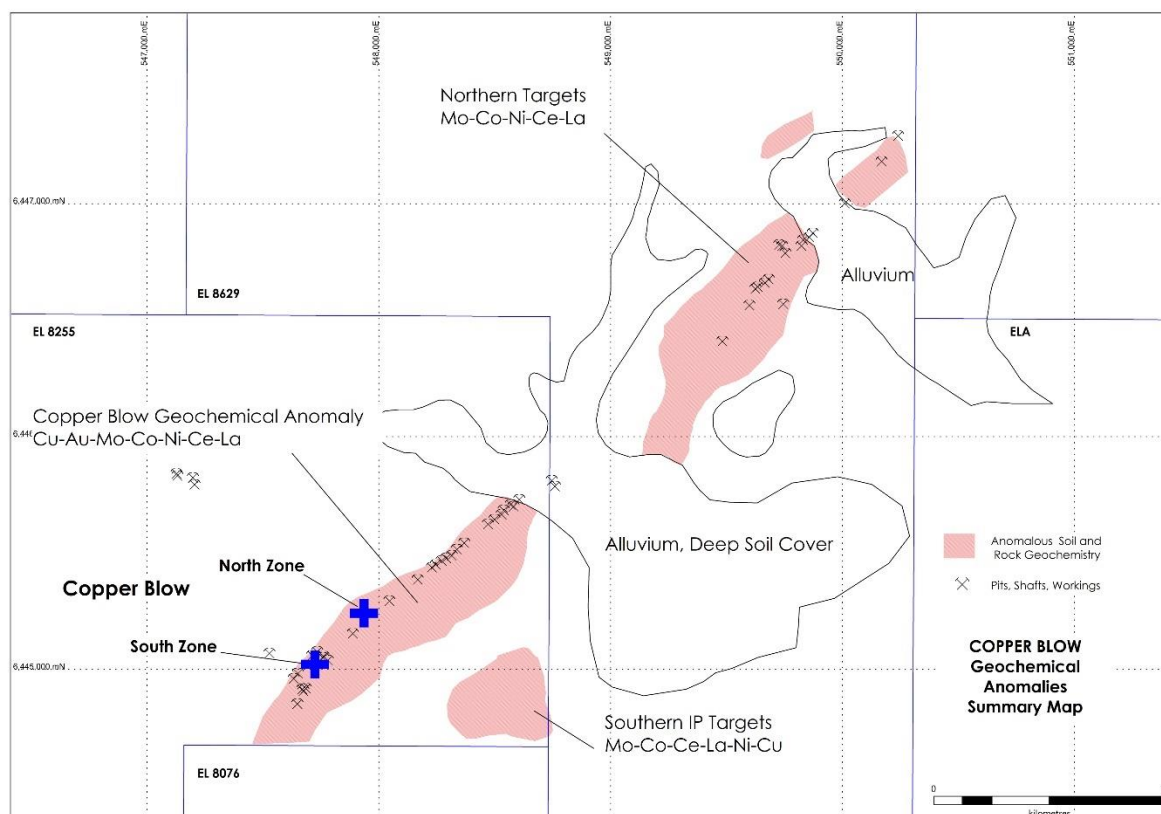 547,000 mE
548,000 mE
549,000 mE
550,000 mE
551,000 mE
Northern Targets
Mo-Co-Ni-Ce-La
6,447,000 mN
Alluvium
EL 8629
EL 8255
ELA
Copper Blow Geochemical Anomaly
Cu-Au-Mo-Co-Ni-Ce-La
Alluvium, Deep Soil Cover
Anomalous Soil and
Rock Geochemistry
Pits, Shafts, Workings
North Zone
Copper Blow
South Zone
6,445,000 mN
COPPER BLOW
Geochemical
Anomalies
Summary Map
Southern IP Targets
Mo-Co-Ce-La-Ni-Cu
EL 8076
0